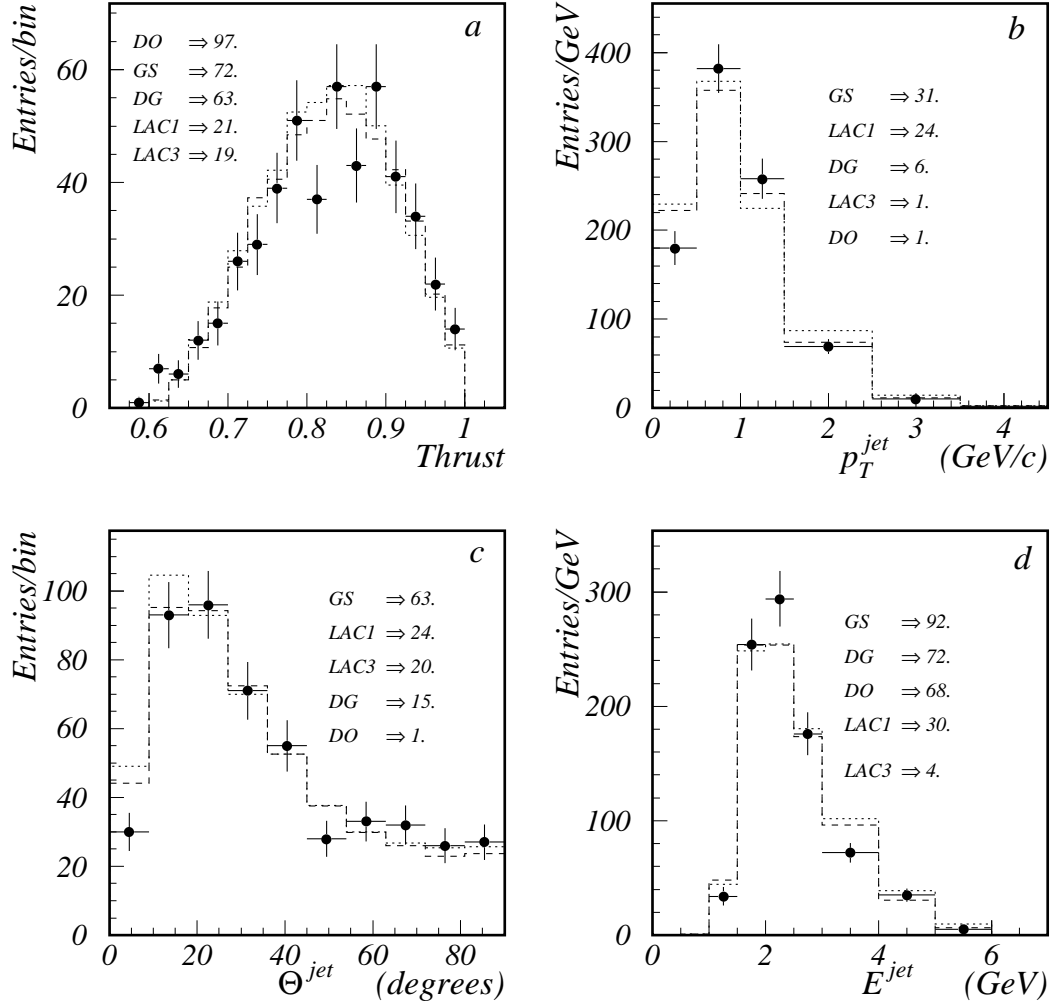 a
Entries/bin
DO ⇒ 97.
GS ⇒ 72.
DG ⇒ 63.
LAC1 ⇒ 21.
LAC3 ⇒ 19.
60
40
20
0
0.6 0.7 0.8 0.9 1
Thrust
b
Entries/GeV
GS ⇒ 31.
LAC1 ⇒ 24.
DG ⇒ 6.
LAC3 ⇒ 1.
DO ⇒ 1.
400
300
200
100
0
0 1 2 3 4
p_T^jet (GeV/c)
c
Entries/bin
GS ⇒ 63.
LAC1 ⇒ 24.
LAC3 ⇒ 20.
DG ⇒ 15.
DO ⇒ 1.
100
80
60
40
20
0
0 20 40 60 80
Θ^jet (degrees)
d
Entries/GeV
GS ⇒ 92.
DG ⇒ 72.
DO ⇒ 68.
LAC1 ⇒ 30.
LAC3 ⇒ 4.
300
200
100
0
0 2 4 6
E^jet (GeV)